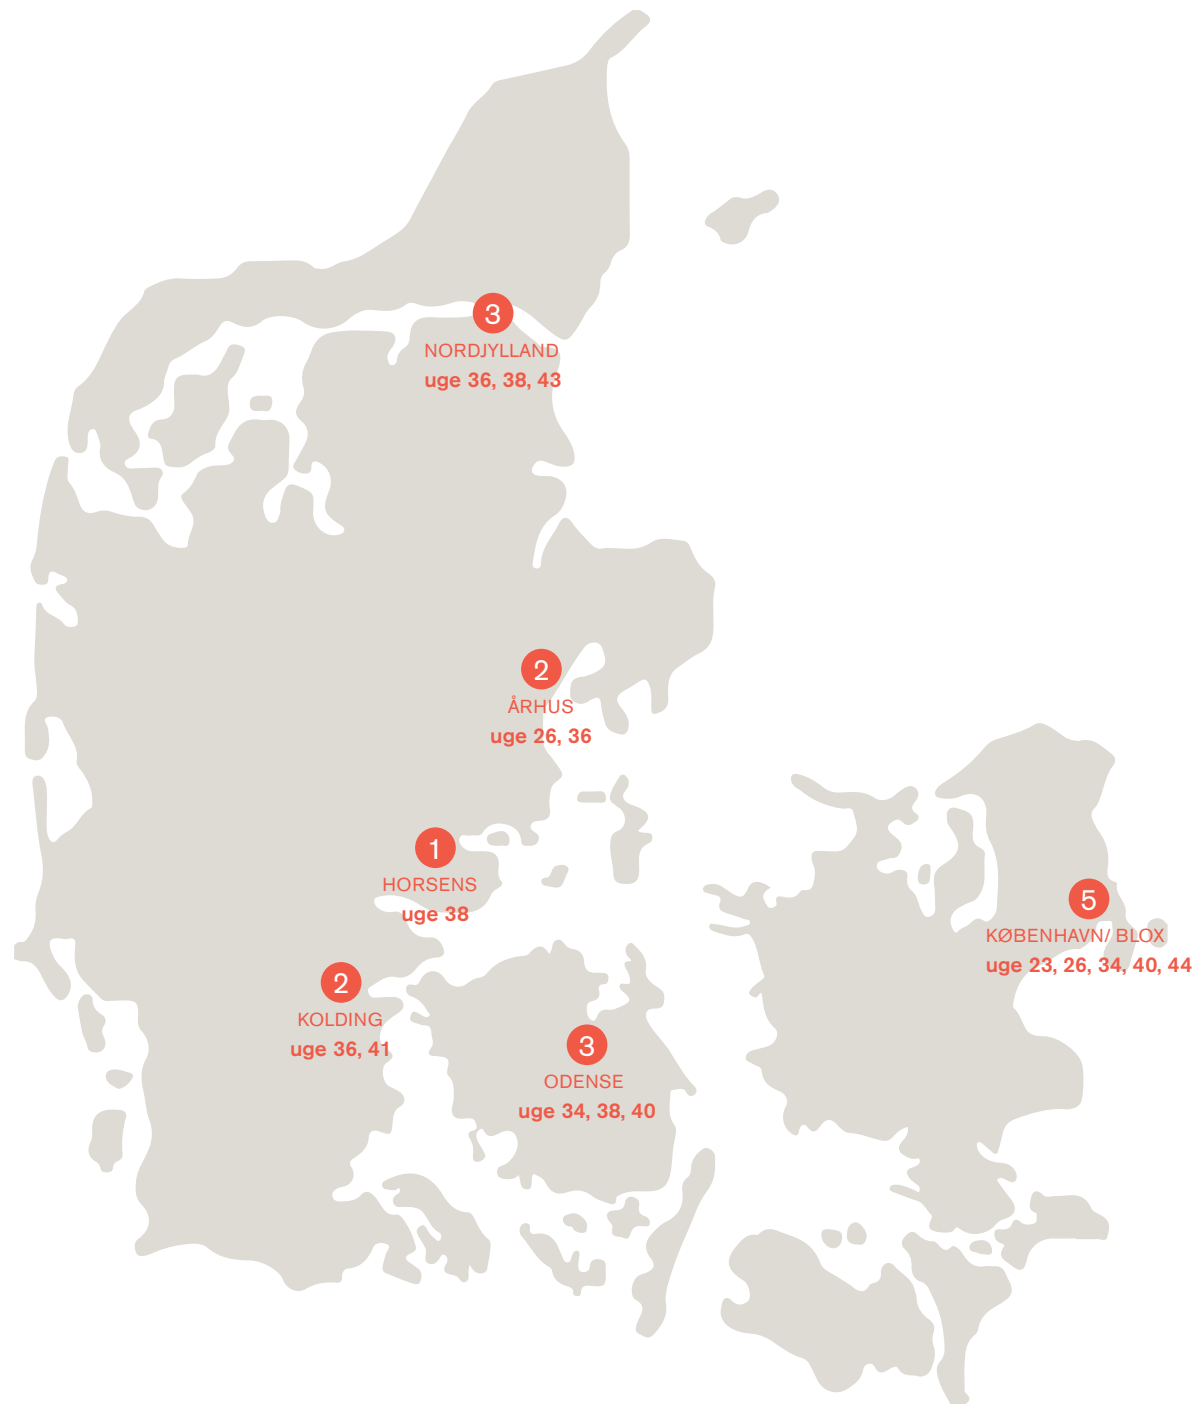 3
NORDJYLLAND
uge 36, 38, 43
2
ÅRHUS
uge 26, 36
1
HORSENS
uge 38
5
KØBENHAVN/ BLOX
uge 23, 26, 34, 40, 44
2
KOLDING
uge 36, 41
3
ODENSE
uge 34, 38, 40